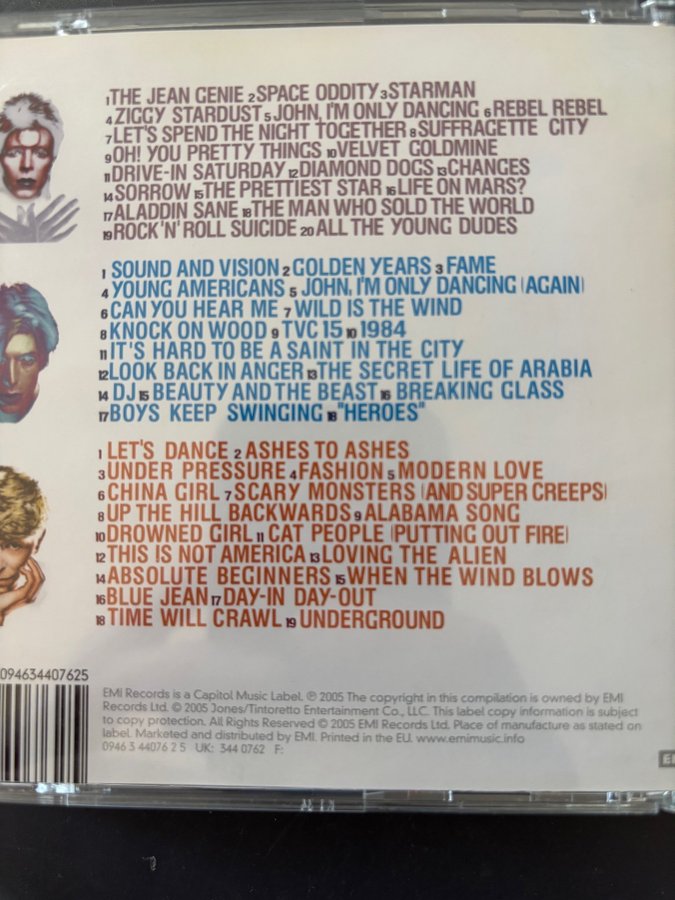 1 THE JEAN GENIE 2 SPACE ODDITY 3 STARMAN
4 ZIGGY STARDUST 5 JOHN, I'M ONLY DANCING 6 REBEL REBEL
7 LET'S SPEND THE NIGHT TOGETHER 8 SUFFRAGETTE CITY
9 OH! YOU PRETTY THINGS 10 VELVET GOLDMINE
11 DRIVE-IN SATURDAY 12 DIAMOND DOGS 13 CHANGES
14 SORROW 15 THE PRETTIEST STAR 16 LIFE ON MARS?
17 ALADDIN SANE 18 THE MAN WHO SOLD THE WORLD
19 ROCK 'N' ROLL SUICIDE 20 ALL THE YOUNG DUDES
1 SOUND AND VISION 2 GOLDEN YEARS 3 FAME
4 YOUNG AMERICANS 5 JOHN, I'M ONLY DANCING (AGAIN)
6 CAN YOU HEAR ME 7 WILD IS THE WIND
8 KNOCK ON WOOD 9 TVC 15 10 1984
11 IT'S HARD TO BE A SAINT IN THE CITY
12 LOOK BACK IN ANGER 13 THE SECRET LIFE OF ARABIA
14 DJ 15 BEAUTY AND THE BEAST 16 BREAKING GLASS
17 BOYS KEEP SWINGING 18 "HEROES"
1 LET'S DANCE 2 ASHES TO ASHES
3 UNDER PRESSURE 4 FASHION 5 MODERN LOVE
6 CHINA GIRL 7 SCARY MONSTERS (AND SUPER CREEPS)
8 UP THE HILL BACKWARDS 9 ALABAMA SONG
10 DROWNED GIRL 11 CAT PEOPLE (PUTTING OUT FIRE)
12 THIS IS NOT AMERICA 13 LOVING THE ALIEN
14 ABSOLUTE BEGINNERS 15 WHEN THE WIND BLOWS
16 BLUE JEAN 17 DAY-IN DAY-OUT
18 TIME WILL CRAWL 19 UNDERGROUND
094634407625
EMI Records is a Capitol Music Label. ℗ 2005 The copyright in this compilation is owned by EMI
Records Ltd. © 2005 Jones/Tintoretto Entertainment Co., LLC. This label copy information is subject
to copy protection. All Rights Reserved © 2005 EMI Records Ltd. Place of manufacture as stated on
label. Marketed and distributed by EMI. Printed in the EU. www.emimusic.info
0946 3 44076 2 5 UK: 344 0762 F: